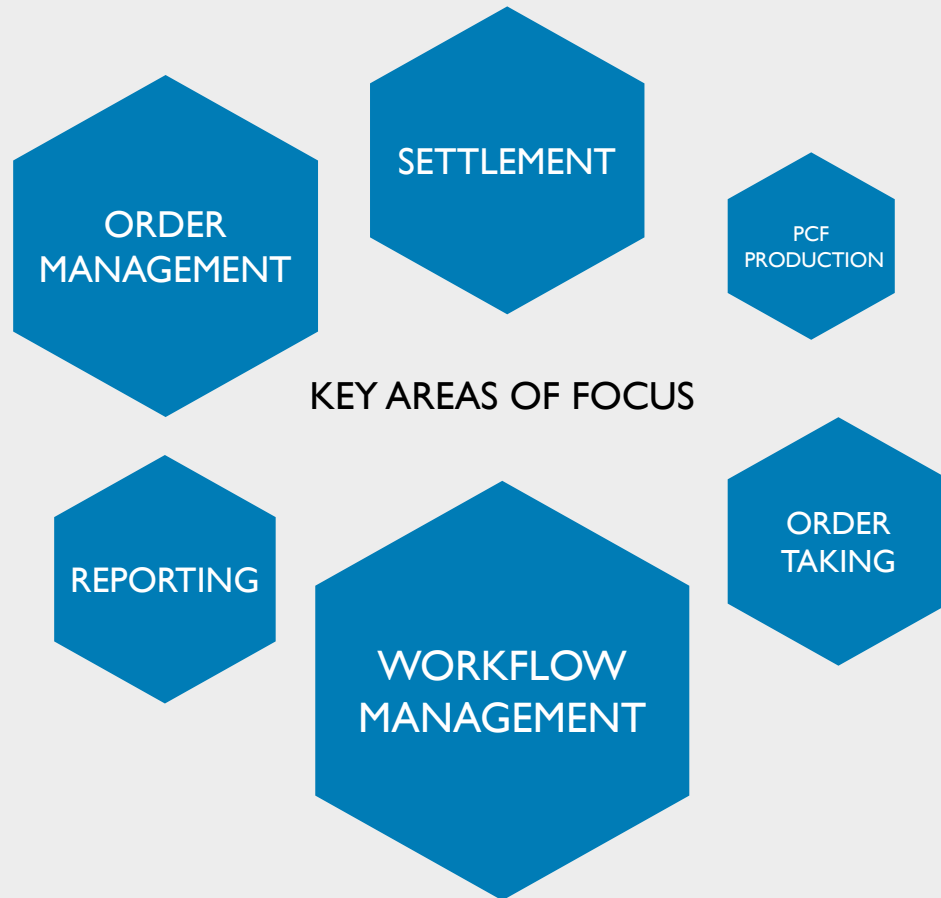 SETTLEMENT
ORDER
MANAGEMENT
PCF
PRODUCTION
KEY AREAS OF FOCUS
ORDER
TAKING
REPORTING
WORKFLOW
MANAGEMENT